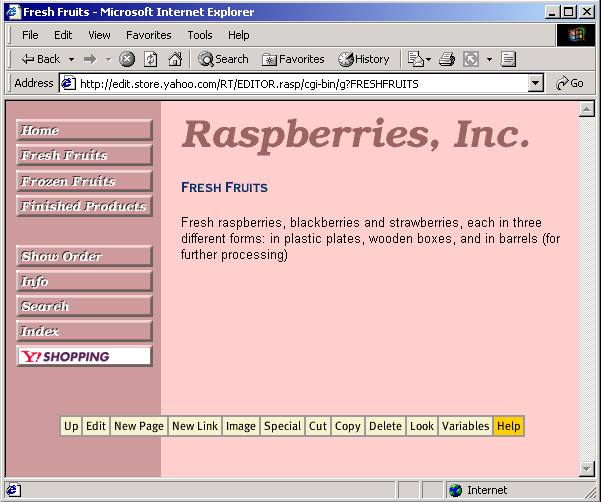 Fresh Fruits - Microsoft Internet Explorer
File Edit View Favorites Tools Help
Back Search Favorites History
Address http://edit.store.yahoo.com/RT/EDITOR.rasp/cgi-bin/g?FRESHFRUITS Go
Home
Fresh Fruits
Frozen Fruits
Finished Products
Show Order
Info
Search
Index
Y! SHOPPING
Raspberries, Inc.
FRESH FRUITS
Fresh raspberries, blackberries and strawberries, each in three
different forms: in plastic plates, wooden boxes, and in barrels (for
further processing)
Up Edit New Page New Link Image Special Cut Copy Delete Look Variables Help
Internet